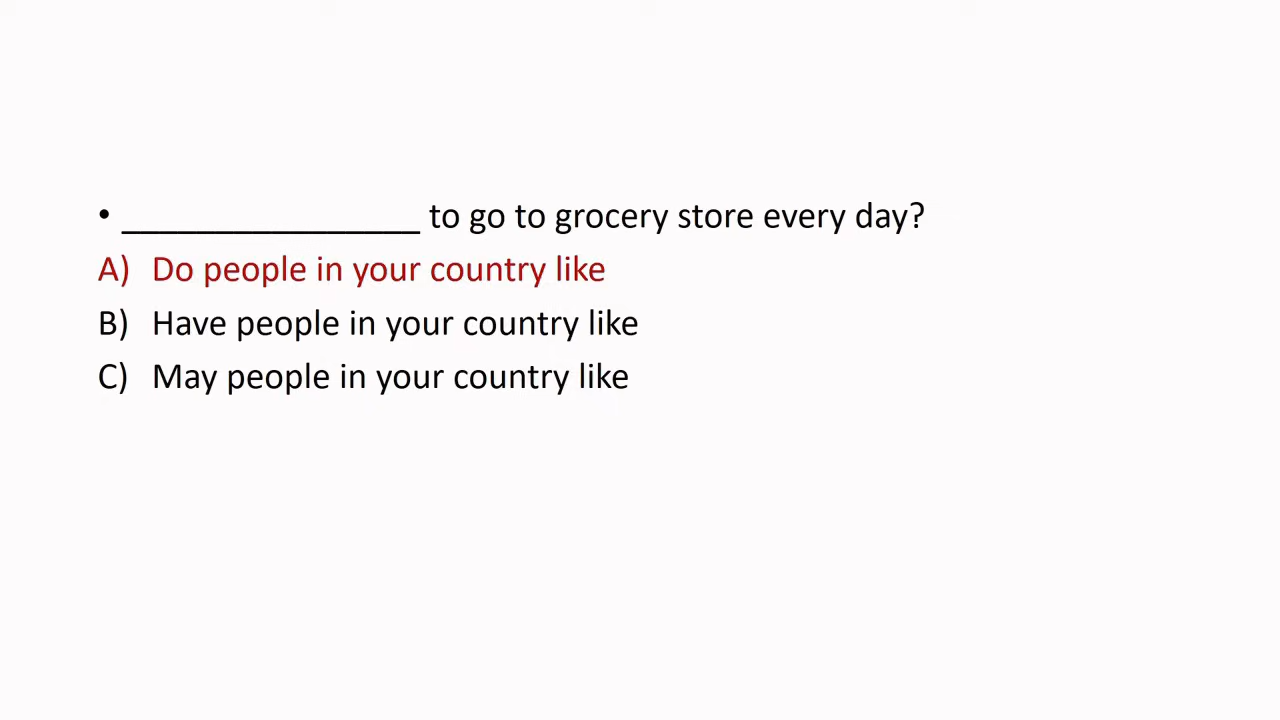 • ________________ to go to grocery store every day?
A) Do people in your country like
B) Have people in your country like
C) May people in your country like